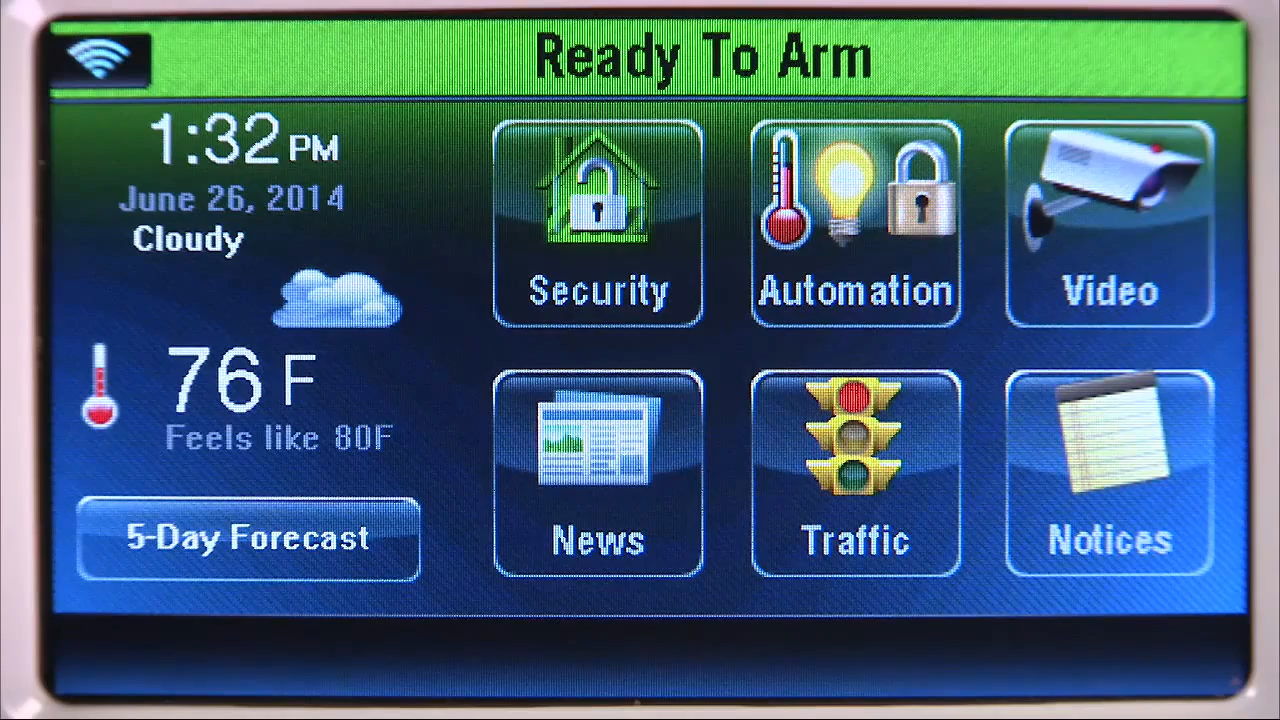 Ready To Arm
1:32 PM
June 26, 2014
Cloudy
76 F
Feels like 80F
5-Day Forecast
Security
Automation
Video
News
Traffic
Notices